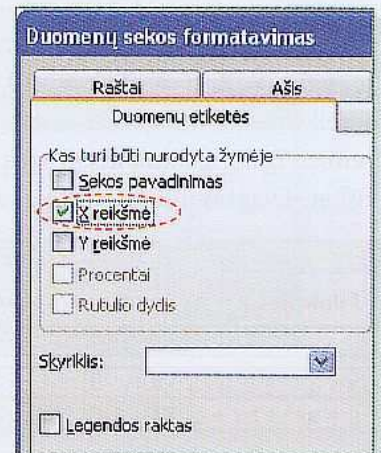 Duomenų sekos formatavimas
Raštai Ašis
Duomenų etiketės
Kas turi būti nurodyta žymėje
Sekos pavadinimas
X reikšmė
Y reikšmė
Procentai
Rutulio dydis
Skyriklis:
Legendos raktas